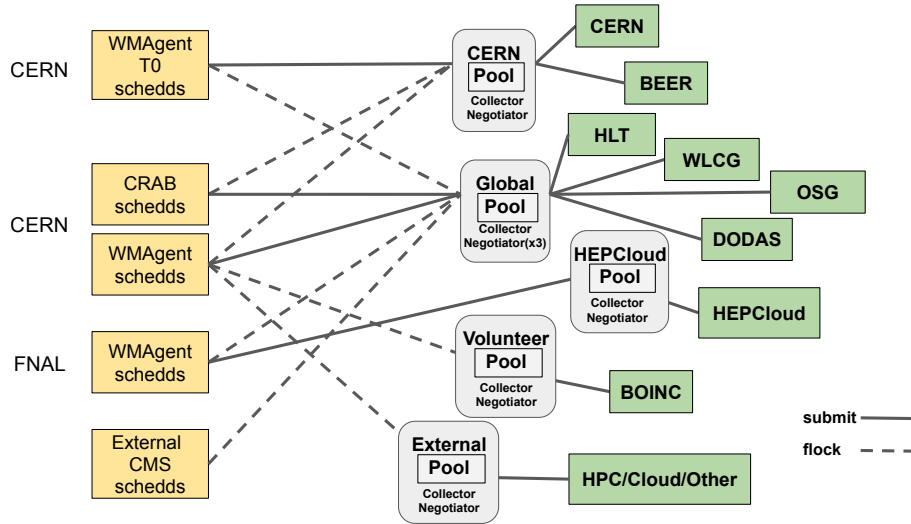 CERN
WMAgent
T0
schedds
CERN
Pool
Collector
Negotiator
CERN
BEER
CERN
CRAB
schedds
WMAgent
schedds
Global
Pool
Collector
Negotiator(x3)
HLT
WLCG
OSG
DODAS
HEPCloud
Pool
Collector
Negotiator
HEPCloud
FNAL
WMAgent
schedds
Volunteer
Pool
Collector
Negotiator
BOINC
External
CMS
schedds
External
Pool
Collector
Negotiator
HPC/Cloud/Other
submit
flock